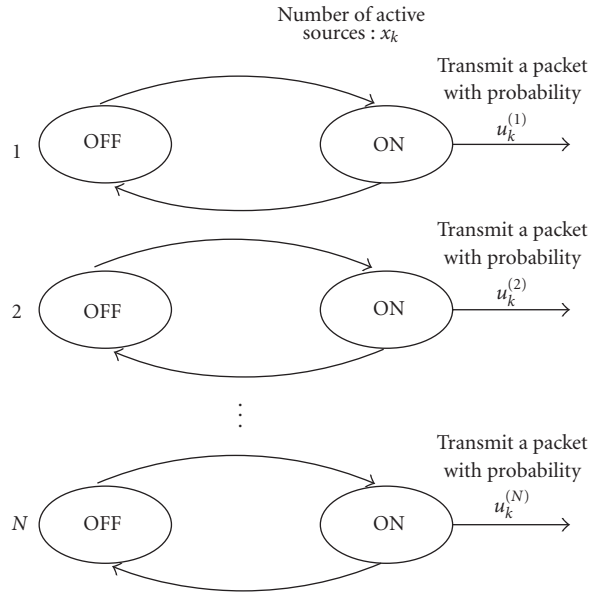 Number of active
sources : x_k
Transmit a packet
with probability
u_k^{(1)}
1
OFF
ON
Transmit a packet
with probability
u_k^{(2)}
2
OFF
ON
⋮
Transmit a packet
with probability
u_k^{(N)}
N
OFF
ON